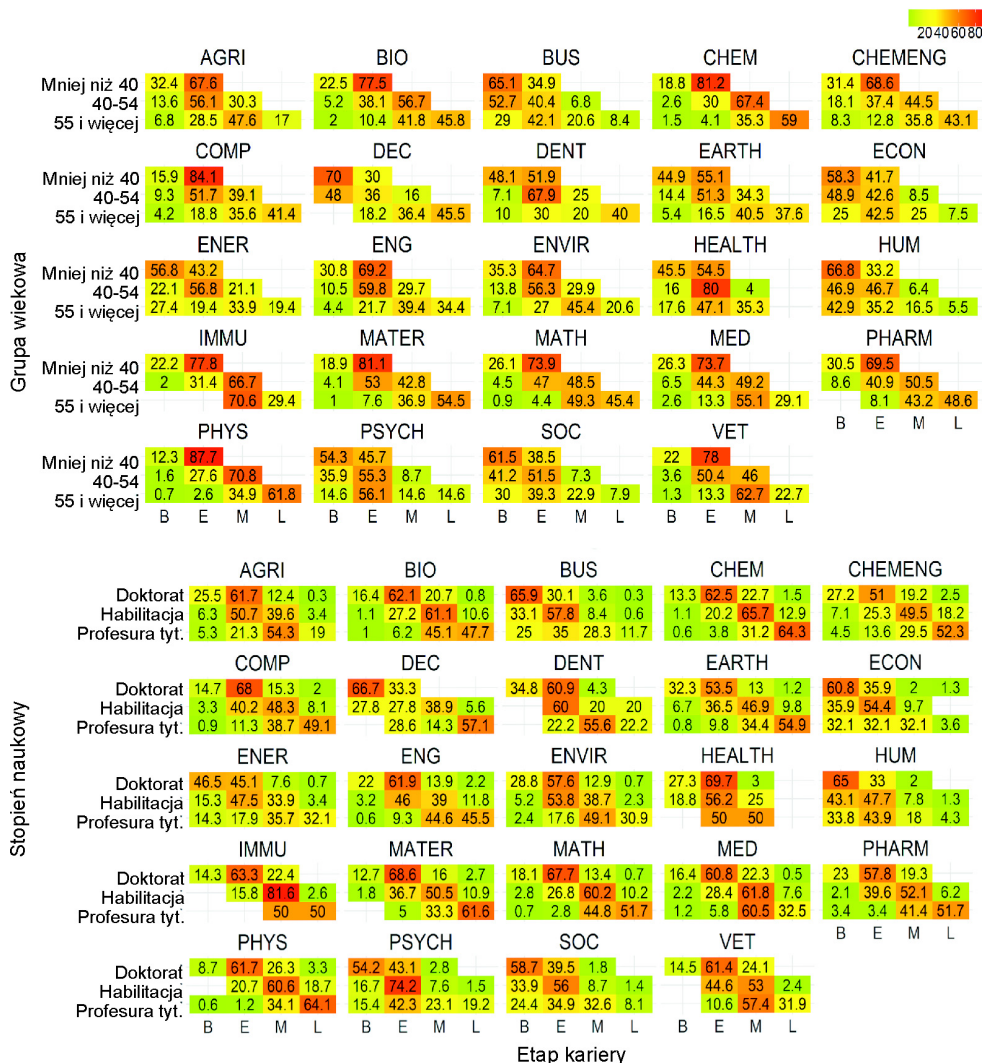 20 40 60 80
AGRI BIO BUS CHEM CHEMENG
Mniej niż 40 32.4 67.6 22.5 77.5 65.1 34.9 18.8 81.2 31.4 68.6
40-54 13.6 56.1 30.3 5.2 38.1 56.7 52.7 40.4 6.8 2.6 30 67.4 18.1 37.4 44.5
55 i więcej 6.8 28.5 47.6 17 2 10.4 41.8 45.8 29 42.1 20.6 8.4 1.5 4.1 35.3 59 8.3 12.8 35.8 43.1
COMP DEC DENT EARTH ECON
Mniej niż 40 15.9 84.1 70 30 48.1 51.9 44.9 55.1 58.3 41.7
40-54 9.3 51.7 39.1 48 36 16 7.1 67.9 25 14.4 51.3 34.3 48.9 42.6 8.5
55 i więcej 4.2 18.8 35.6 41.4 18.2 36.4 45.5 10 30 20 40 5.4 16.5 40.5 37.6 25 42.5 25 7.5
ENER ENG ENVIR HEALTH HUM
Mniej niż 40 56.8 43.2 30.8 69.2 35.3 64.7 45.5 54.5 66.8 33.2
40-54 22.1 56.8 21.1 10.5 59.8 29.7 13.8 56.3 29.9 16 80 4 46.9 46.7 6.4
55 i więcej 27.4 19.4 33.9 19.4 4.4 21.7 39.4 34.4 7.1 27 45.4 20.6 17.6 47.1 35.3 42.9 35.2 16.5 5.5
Grupa wiekowa
IMMU MATER MATH MED PHARM
Mniej niż 40 22.2 77.8 18.9 81.1 26.1 73.9 26.3 73.7 30.5 69.5
40-54 2 31.4 66.7 4.1 53 42.8 4.5 47 48.5 6.5 44.3 49.2 8.6 40.9 50.5
55 i więcej 70.6 29.4 1 7.6 36.9 54.5 0.9 4.4 49.3 45.4 2.6 13.3 55.1 29.1 8.1 43.2 48.6
B E M L
PHYS PSYCH SOC VET
Mniej niż 40 12.3 87.7 54.3 45.7 61.5 38.5 22 78
40-54 1.6 27.6 70.8 35.9 55.3 8.7 41.2 51.5 7.3 3.6 50.4 46
55 i więcej 0.7 2.6 34.9 61.8 14.6 56.1 14.6 14.6 30 39.3 22.9 7.9 1.3 13.3 62.7 22.7
B E M L B E M L B E M L B E M L
AGRI BIO BUS CHEM CHEMENG
Doktorat 25.5 61.7 12.4 0.3 16.4 62.1 20.7 0.8 65.9 30.1 3.6 0.3 13.3 62.5 22.7 1.5 27.2 51 19.2 2.5
Habilitacja 6.3 50.7 39.6 3.4 1.1 27.2 61.1 10.6 33.1 57.8 8.4 0.6 1.1 20.2 65.7 12.9 7.1 25.3 49.5 18.2
Profesura tyt. 5.3 21.3 54.3 19 1 6.2 45.1 47.7 25 35 28.3 11.7 0.6 3.8 31.2 64.3 4.5 13.6 29.5 52.3
COMP DEC DENT EARTH ECON
Doktorat 14.7 68 15.3 2 66.7 33.3 34.8 60.9 4.3 32.3 53.5 13 1.2 60.8 35.9 2 1.3
Habilitacja 3.3 40.2 48.3 8.1 27.8 27.8 38.9 5.6 60 20 20 6.7 36.5 46.9 9.8 35.9 54.4 9.7
Profesura tyt. 0.9 11.3 38.7 49.1 28.6 14.3 57.1 22.2 55.6 22.2 0.8 9.8 34.4 54.9 32.1 32.1 32.1 3.6
ENER ENG ENVIR HEALTH HUM
Doktorat 46.5 45.1 7.6 0.7 22 61.9 13.9 2.2 28.8 57.6 12.9 0.7 27.3 69.7 3 65 33 2
Habilitacja 15.3 47.5 33.9 3.4 3.2 46 39 11.8 5.2 53.8 38.7 2.3 18.8 56.2 25 43.1 47.7 7.8 1.3
Profesura tyt. 14.3 17.9 35.7 32.1 0.6 9.3 44.6 45.5 2.4 17.6 49.1 30.9 50 50 33.8 43.9 18 4.3
Stopień naukowy
IMMU MATER MATH MED PHARM
Doktorat 14.3 63.3 22.4 12.7 68.6 16 2.7 18.1 67.7 13.4 0.7 16.4 60.8 22.3 0.5 23 57.8 19.3
Habilitacja 15.8 81.6 2.6 1.8 36.7 50.5 10.9 2.8 26.8 60.2 10.2 2.2 28.4 61.8 7.6 2.1 39.6 52.1 6.2
Profesura tyt. 50 50 5 33.3 61.6 0.7 2.8 44.8 51.7 1.2 5.8 60.5 32.5 3.4 3.4 41.4 51.7
B E M L
PHYS PSYCH SOC VET
Doktorat 8.7 61.7 26.3 3.3 54.2 43.1 2.8 58.7 39.5 1.8 14.5 61.4 24.1
Habilitacja 20.7 60.6 18.7 16.7 74.2 7.6 1.5 33.9 56 8.7 1.4 44.6 53 2.4
Profesura tyt. 0.6 1.2 34.1 64.1 15.4 42.3 23.1 19.2 24.4 34.9 32.6 8.1 10.6 57.4 31.9
B E M L B E M L B E M L B E M L
Etap kariery